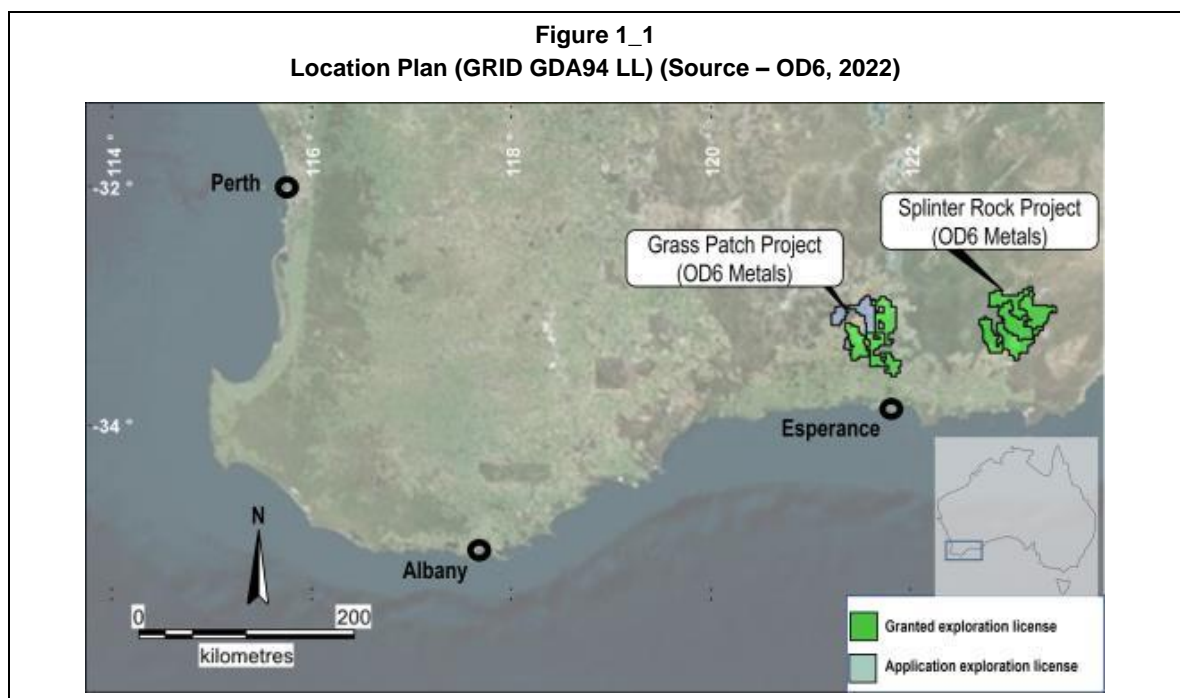 Figure 1_1
Location Plan (GRID GDA94 LL) (Source – OD6, 2022)
114 °
116
118
120
122 °
-32 °
Perth
Splinter Rock Project
(OD6 Metals)
Grass Patch Project
(OD6 Metals)
-34 °
Esperance
N
Albany
0 200
kilometres
Granted exploration license
Application exploration license